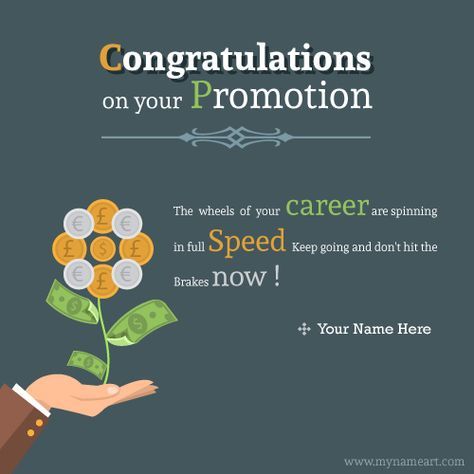 Congratulations
on your Promotion
The wheels of your career are spinning
in full Speed Keep going and don't hit the
Brakes now !
Your Name Here
€ £ €
£ $ £
€ £ €
www.mynameart.com